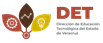 DET
Dirección de Educación
Tecnológica del Estado
de Veracruz